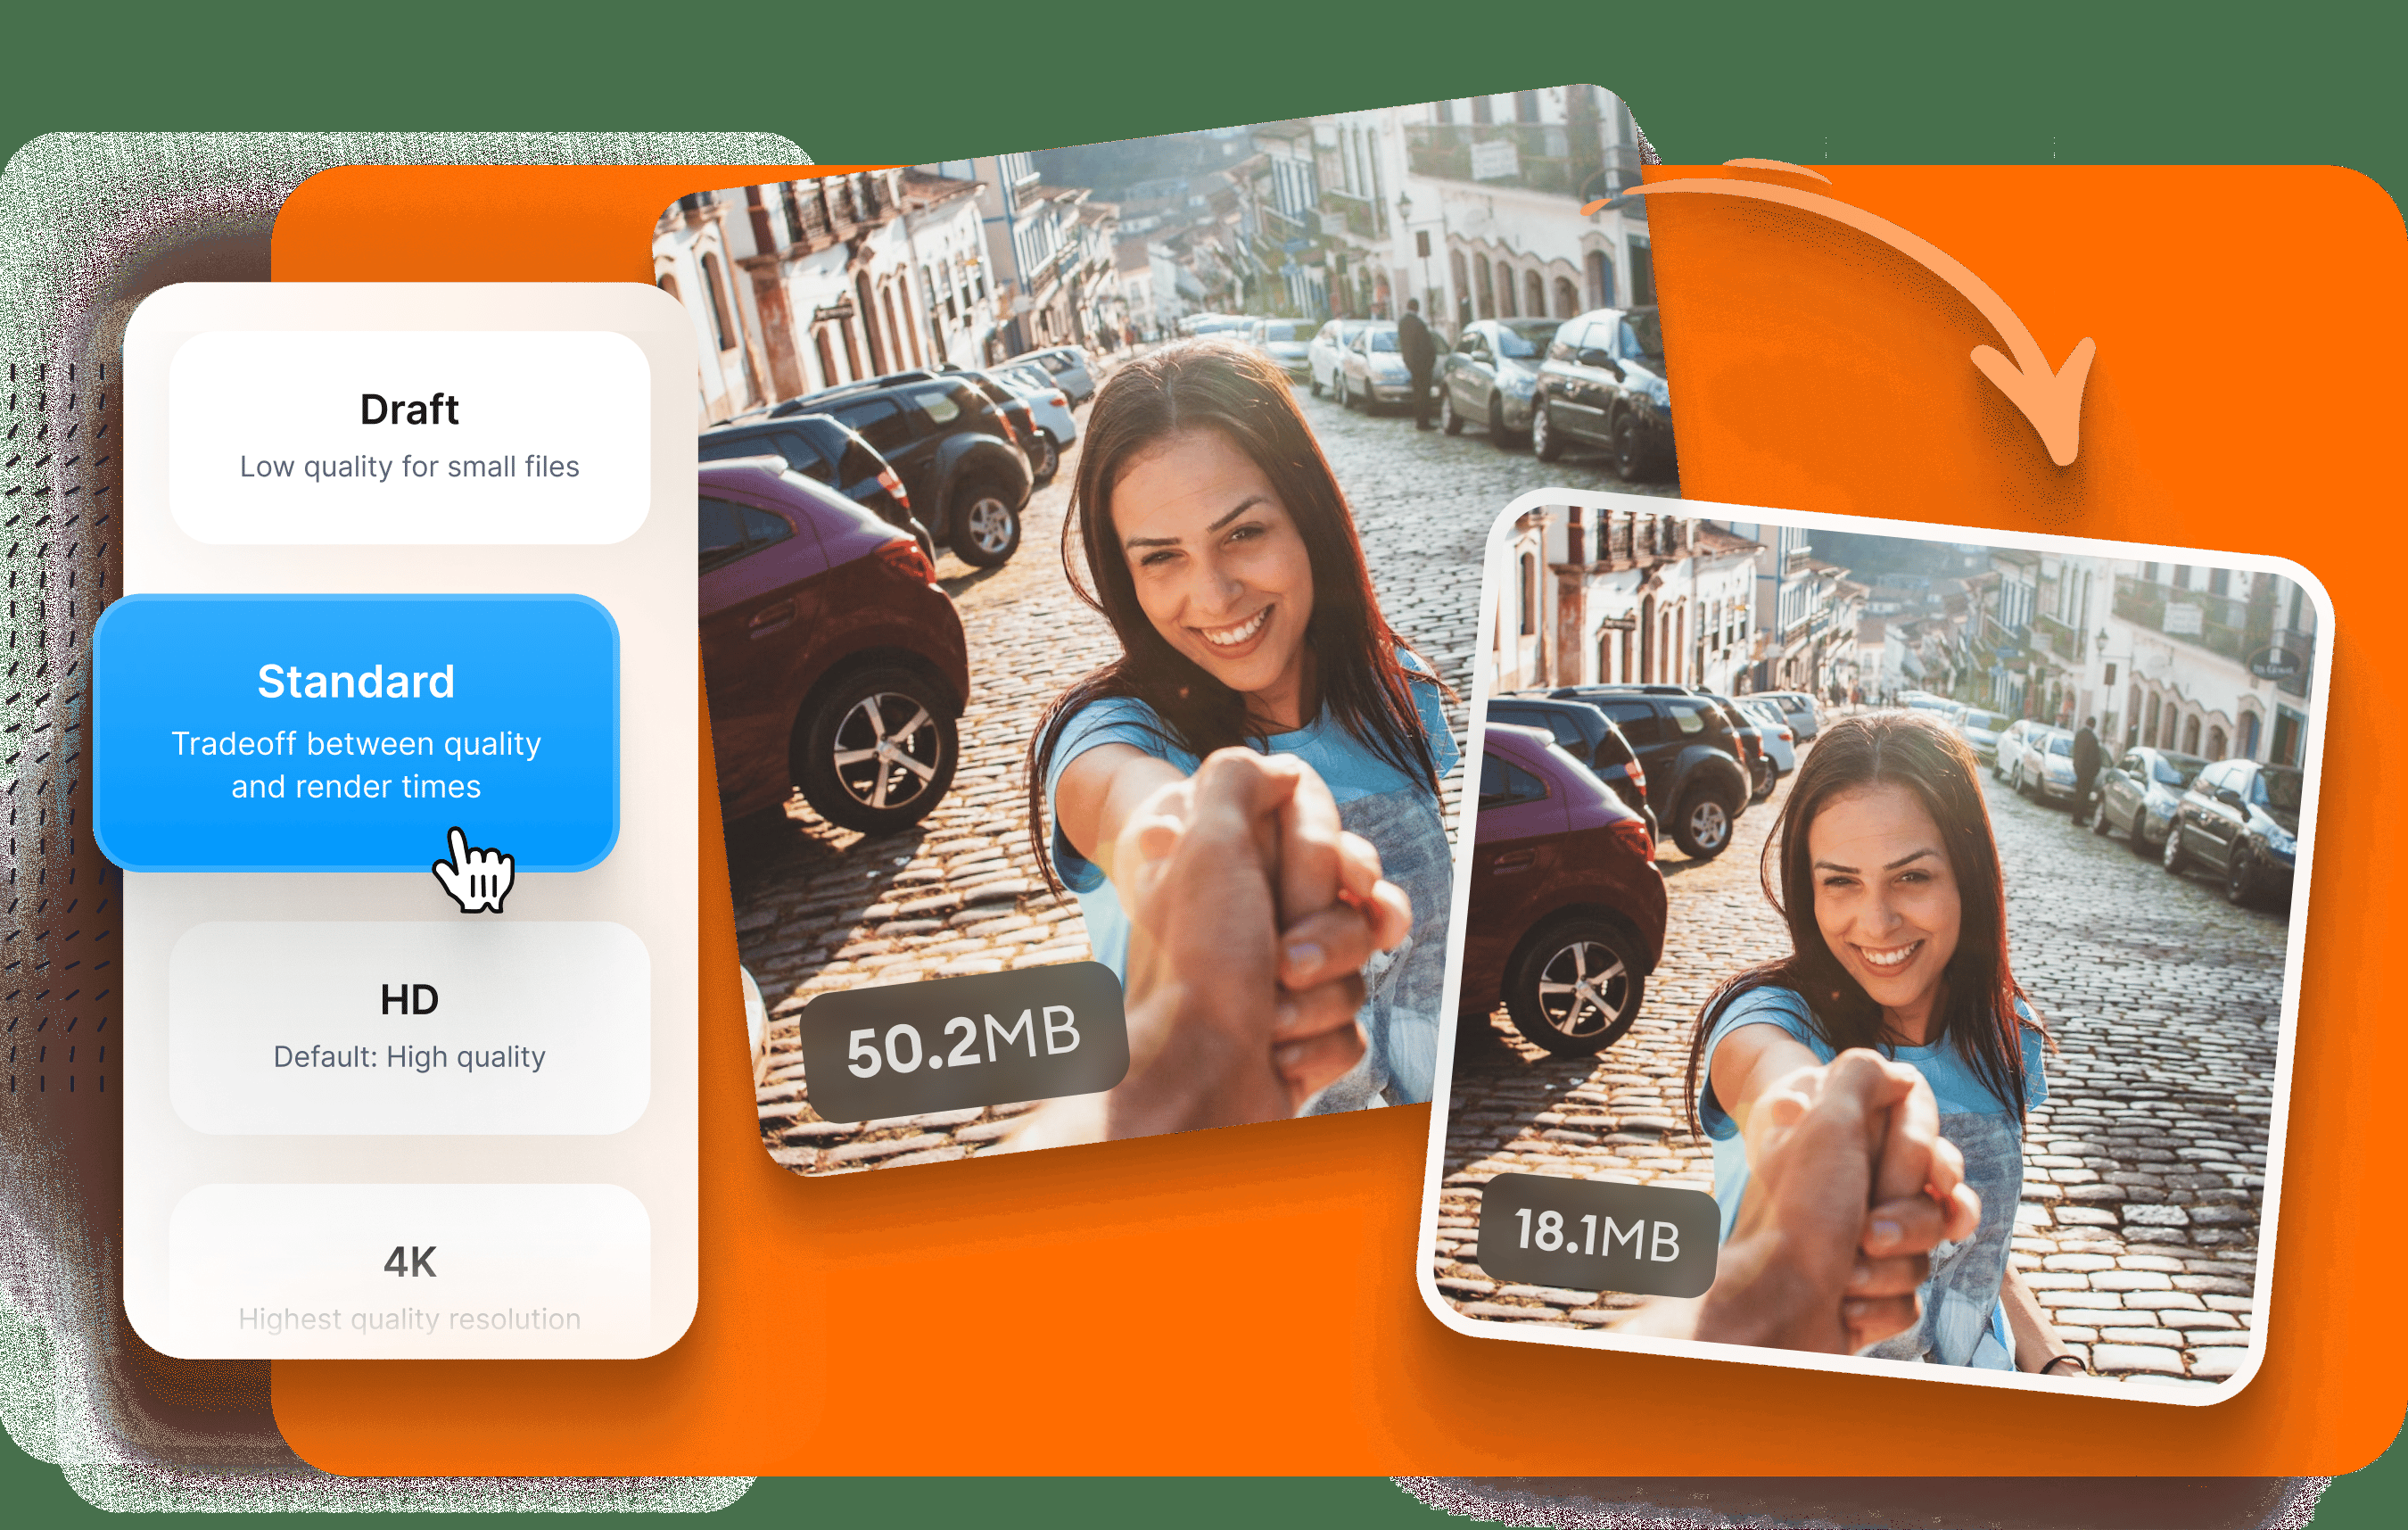 Draft
Low quality for small files
Standard
Tradeoff between quality
and render times
HD
Default: High quality
4K
Highest quality resolution
50.2MB
18.1MB